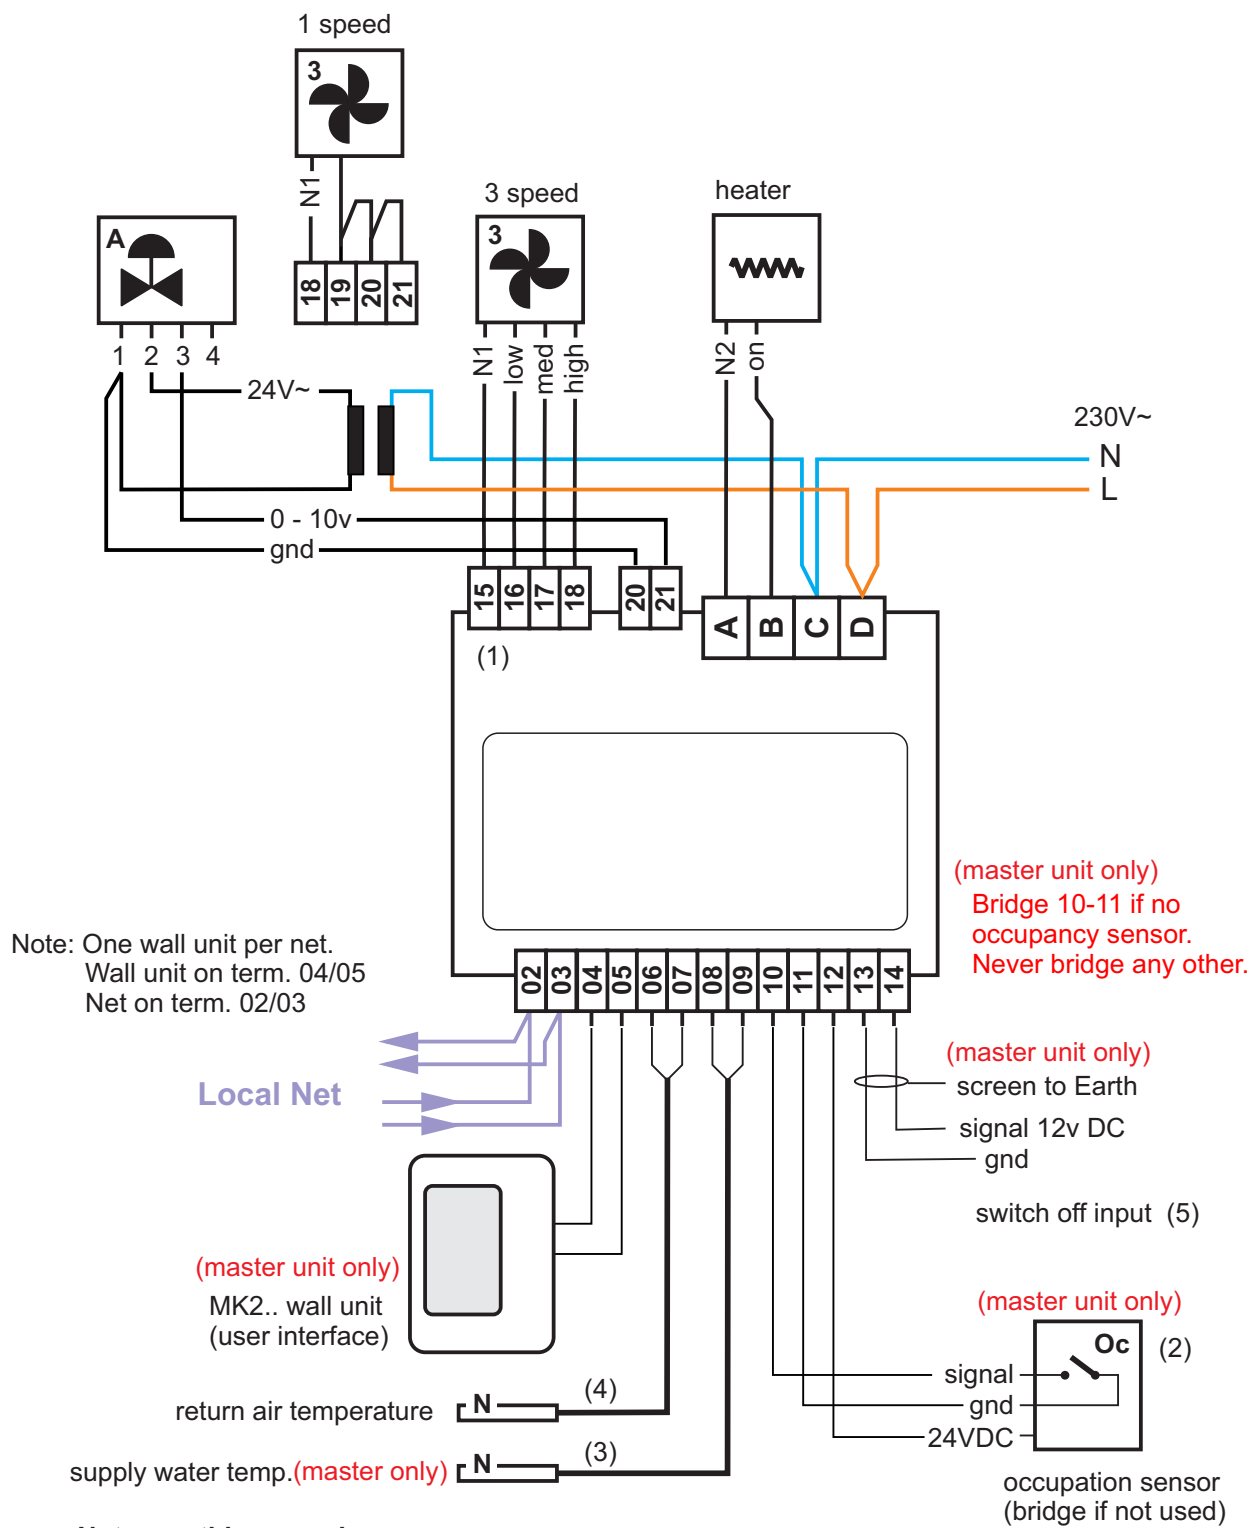 1 speed
3
N1
18 19 20 21
3 speed
3
N1 low med high
heater
N2 on
A
1 2 3 4
24V~
230V~
N
L
0 - 10v
gnd
15 16 17 18
20 21
A B C D
(1)
(master unit only)
Bridge 10-11 if no
occupancy sensor.
Never bridge any other.
Note: One wall unit per net.
Wall unit on term. 04/05
Net on term. 02/03
02 03 04 05 06 07 08 09 10 11 12 13 14
Local Net
(master unit only)
screen to Earth
signal 12v DC
gnd
switch off input (5)
(master unit only)
MK2.. wall unit
(user interface)
(master unit only)
Oc
(2)
signal
gnd
24VDC
occupation sensor
(bridge if not used)
return air temperature
N
(4)
supply water temp.(master only)
N
(3)